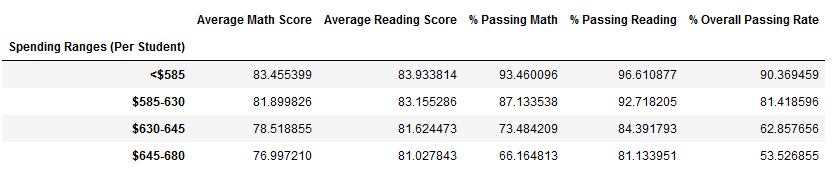 Average Math Score Average Reading Score % Passing Math % Passing Reading % Overall Passing Rate
Spending Ranges (Per Student)
<$585 83.455399 83.933814 93.460096 96.610877 90.369459
$585-630 81.899826 83.155286 87.133538 92.718205 81.418596
$630-645 78.518855 81.624473 73.484209 84.391793 62.857656
$645-680 76.997210 81.027843 66.164813 81.133951 53.526855